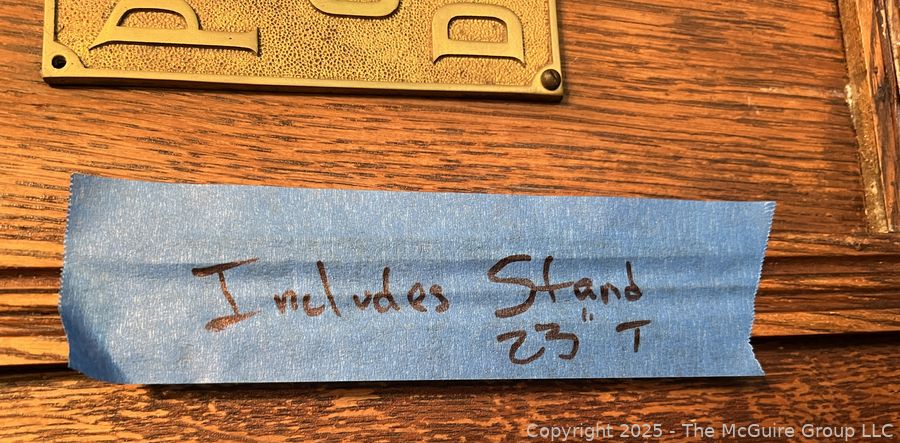 P D
Includes Stand
23" T
Copyright 2025 - The McGuire Group LLC